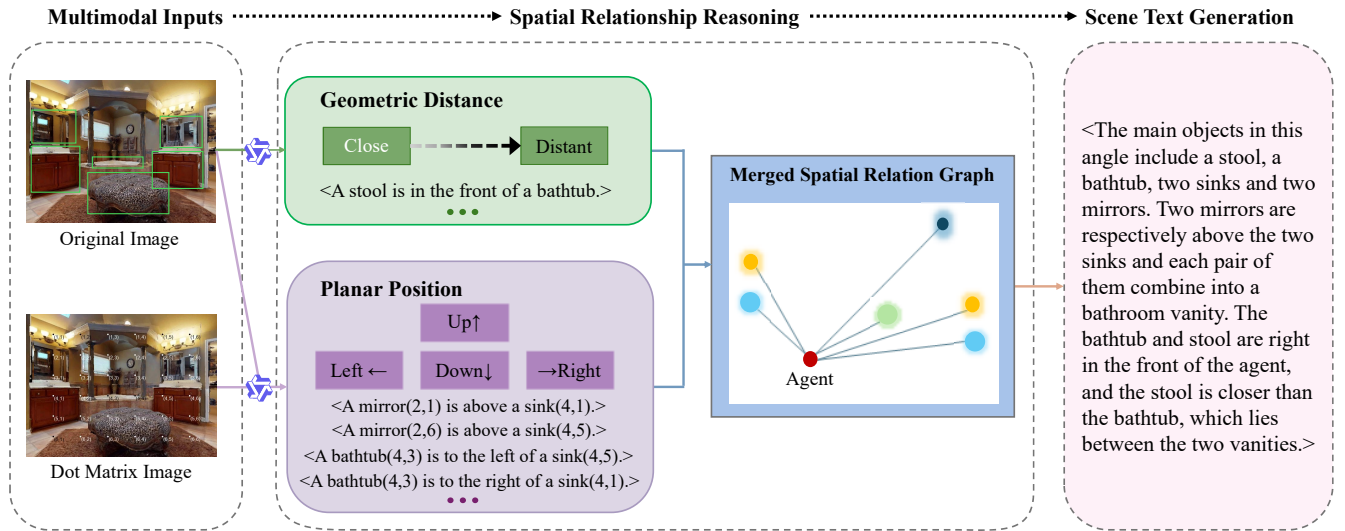 Multimodal Inputs
Spatial Relationship Reasoning
Scene Text Generation
Original Image
Dot Matrix Image
Geometric Distance
Close
Distant
<A stool is in the front of a bathtub.>
Planar Position
Up↑
Left ←
Down↓
→Right
<A mirror(2,1) is above a sink(4,1).>
<A mirror(2,6) is above a sink(4,5).>
<A bathtub(4,3) is to the left of a sink(4,5).>
<A bathtub(4,3) is to the right of a sink(4,1).>
Merged Spatial Relation Graph
Agent
<The main objects in this
angle include a stool, a
bathtub, two sinks and two
mirrors. Two mirrors are
respectively above the two
sinks and each pair of
them combine into a
bathroom vanity. The
bathtub and stool are right
in the front of the agent,
and the stool is closer than
the bathtub, which lies
between the two vanities.>